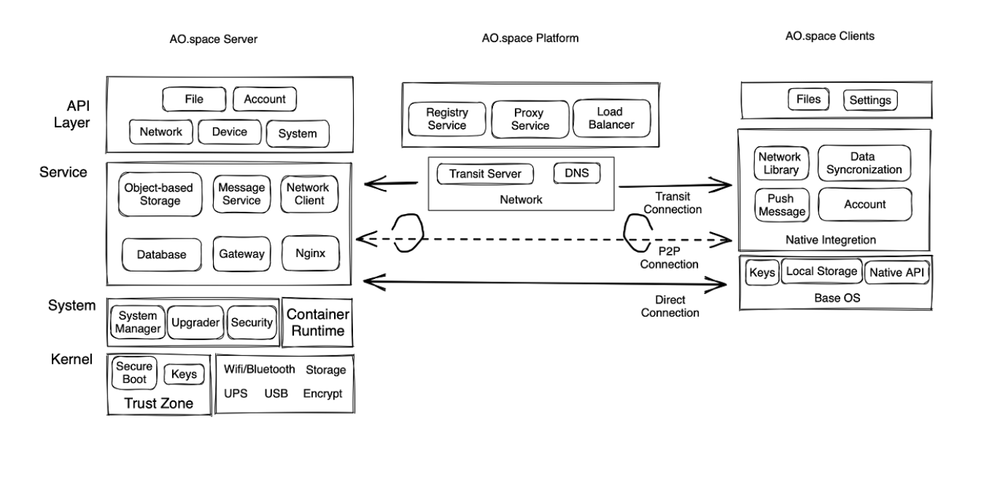 AO.space Server
AO.space Platform
AO.space Clients
API
Layer
File
Account
Network
Device
System
Registry
Service
Proxy
Service
Load
Balancer
Files
Settings
Service
Object-based
Storage
Message
Service
Network
Client
Database
Gateway
Nginx
Transit Server
DNS
Network
Transit
Connection
P2P
Connection
Direct
Connection
Network
Library
Data
Syncronization
Push
Message
Account
Native Integretion
Keys
Local Storage
Native API
Base OS
System
System
Manager
Upgrader
Security
Container
Runtime
Kernel
Secure
Boot
Keys
Trust Zone
Wifi/Bluetooth
Storage
UPS
USB
Encrypt